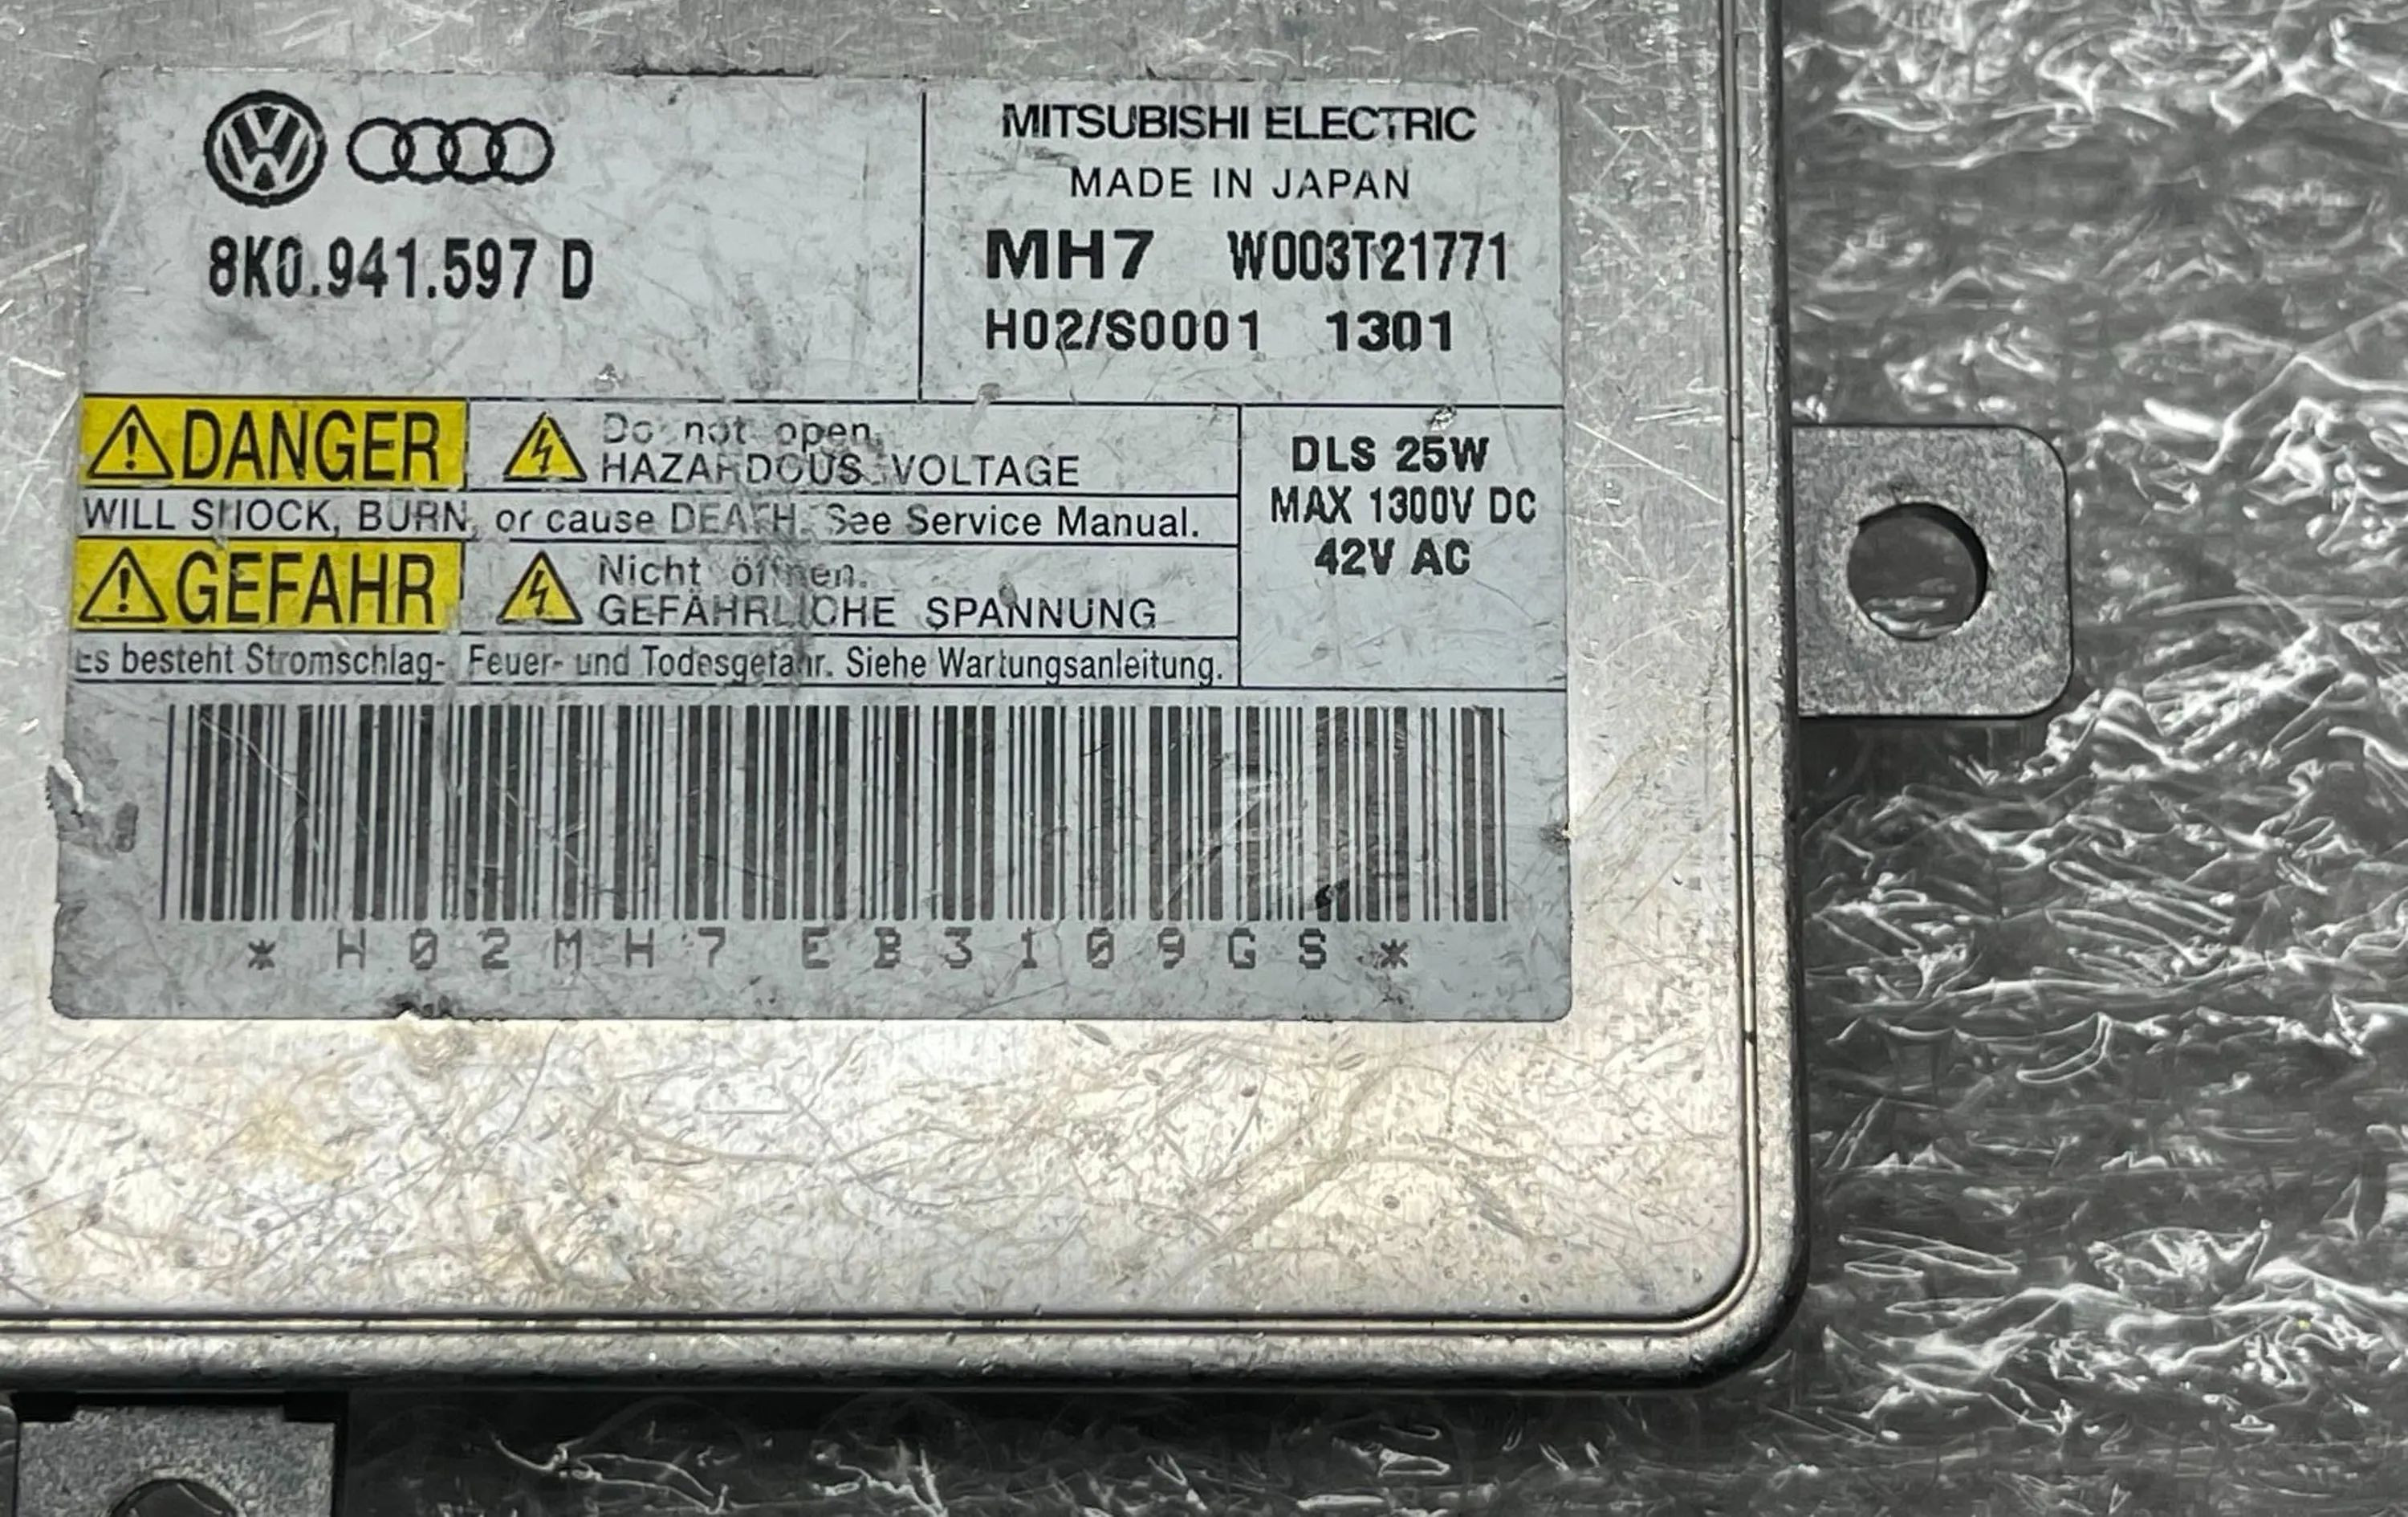 8K0.941.597 D
MITSUBISHI ELECTRIC
MADE IN JAPAN
MH7 W003T21771
H02/S0001 1301
DANGER
Do not open.
HAZARDOUS VOLTAGE
WILL SHOCK, BURN, or cause DEATH. See Service Manual.
GEFAHR
Nicht öffnen.
GEFÄHRLICHE SPANNUNG
Es besteht Stromschlag- Feuer- und Todesgefahr. Siehe Wartungsanleitung.
DLS 25W
MAX 1300V DC
42V AC
*H02MH7 EB3109GS*